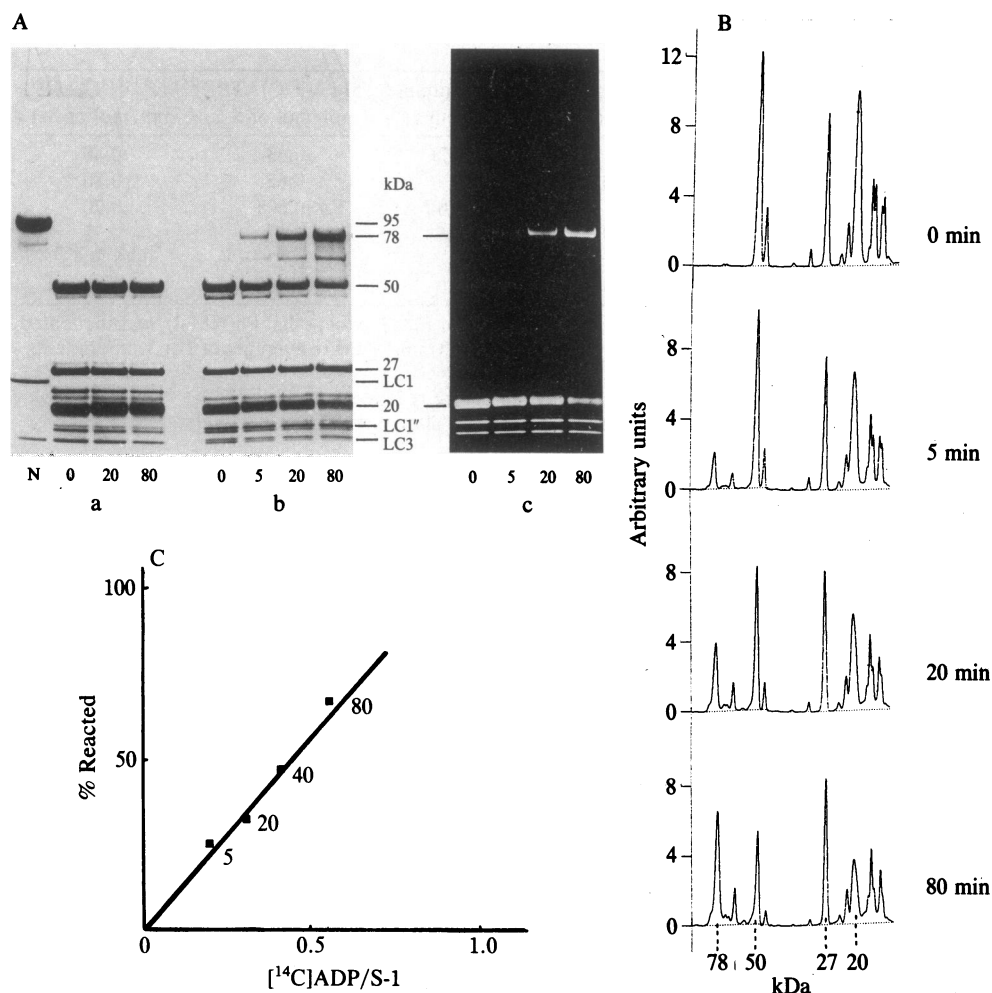 A
kDa
95
78
50
27
LC1
20
LC1″
LC3
N 0 20 80 0 5 20 80 0 5 20 80
a b c
B
12
8
4
0
0 min
8
4
0
5 min
8
4
0
20 min
8
4
0
80 min
Arbitrary units
78 50 27 20
kDa
C
100
50
0 0.5 1.0
% Reacted
80
40
20
5
[¹⁴C]ADP/S-1